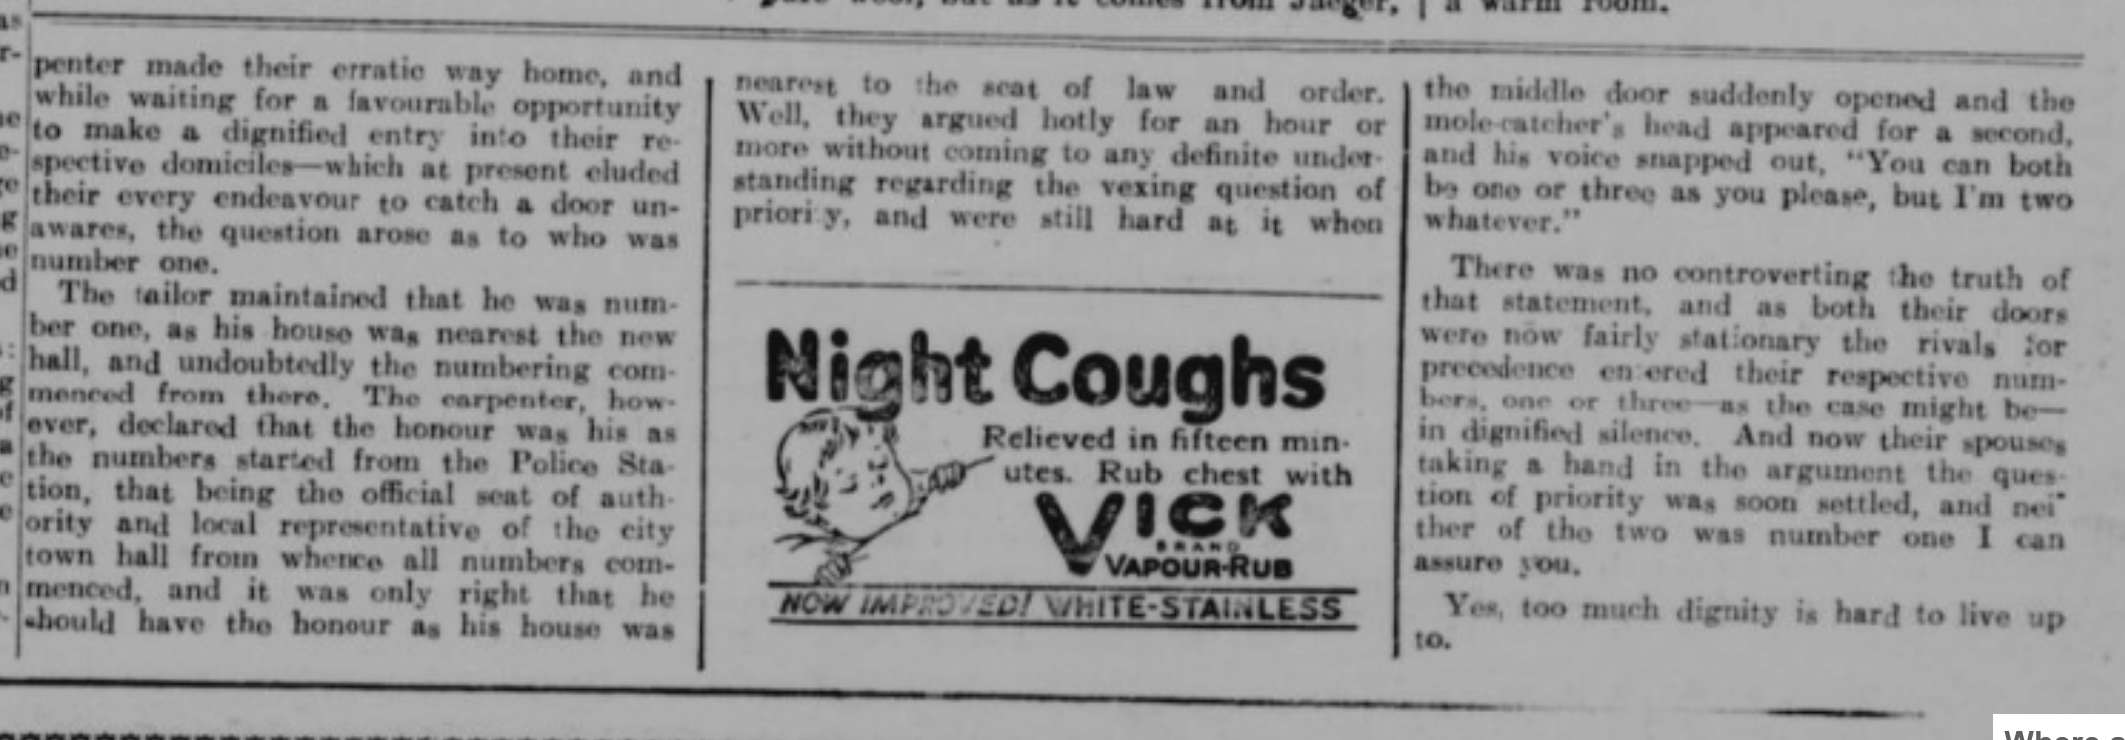 pure wool, but as it comes from Jaeger,
a warm room.
penter made their erratic way home, and
while waiting for a favourable opportunity
to make a dignified entry into their re-
spective domiciles—which at present eluded
their every endeavour to catch a door un-
awares, the question arose as to who was
number one.
The tailor maintained that he was num-
ber one, as his house was nearest the new
hall, and undoubtedly the numbering com-
menced from there. The carpenter, how-
ever, declared that the honour was his as
the numbers started from the Police Sta-
tion, that being the official seat of auth-
ority and local representative of the city
town hall from whence all numbers com-
menced, and it was only right that he
should have the honour as his house was
nearest to the seat of law and order.
Well, they argued hotly for an hour or
more without coming to any definite under-
standing regarding the vexing question of
priori y, and were still hard at it when
Night Coughs
Relieved in fifteen min-
utes. Rub chest with
VICK
BRAND
VAPOUR-RUB
NOW IMPROVED! WHITE-STAINLESS
the middle door suddenly opened and the
mole-catcher's head appeared for a second,
and his voice snapped out, "You can both
be one or three as you please, but I'm two
whatever."
There was no controverting the truth of
that statement, and as both their doors
were now fairly stationary the rivals for
precedence entered their respective num-
bers, one or three—as the case might be—
in dignified silence. And now their spouses
taking a hand in the argument the ques-
tion of priority was soon settled, and nei-
ther of the two was number one I can
assure you.
Yes, too much dignity is hard to live up
to.